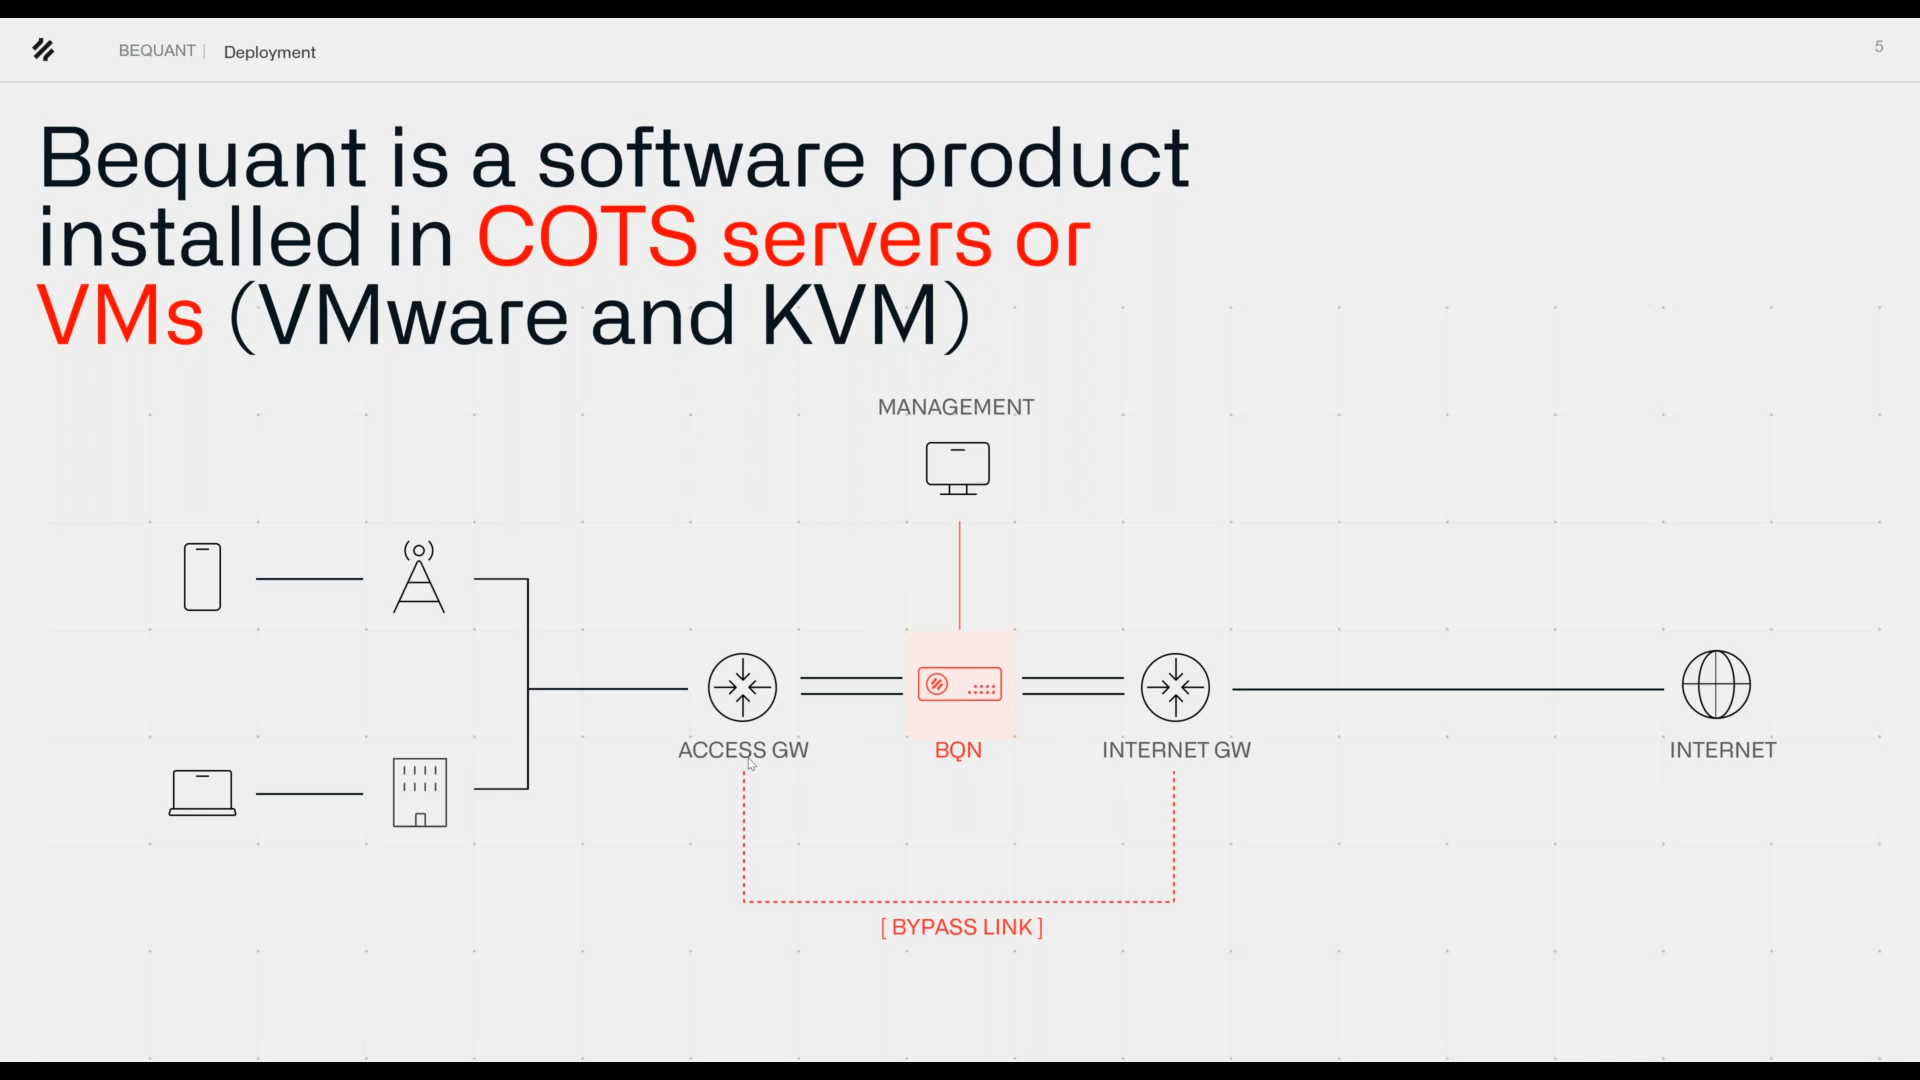 BEQUANT | Deployment
5
Bequant is a software product
installed in COTS servers or
VMs (VMware and KVM)
MANAGEMENT
ACCESS GW
BQN
INTERNET GW
INTERNET
[ BYPASS LINK ]